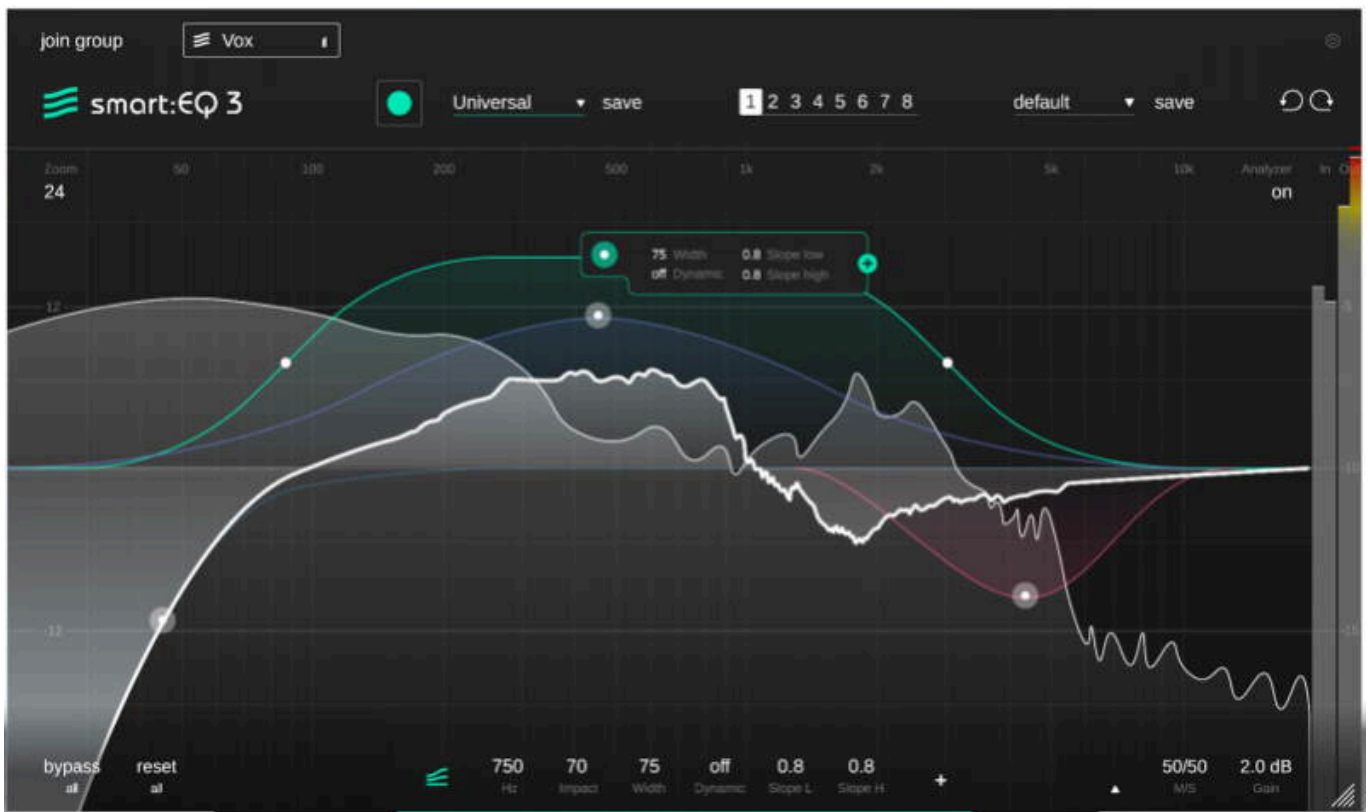 join group Vox
smart:EQ 3 Universal save 1 2 3 4 5 6 7 8 default save
Zoom 50 100 200 500 1k 2k 5k 10k Analyzer In
24 on
75 Width 0.8 Slope low
off Dynamic 0.8 Slope high
12
-12
bypass reset 750 70 75 off 0.8 0.8 + 50/50 2.0 dB
all all Hz Impact Width Dynamic Slope L Slope H M/S Gain